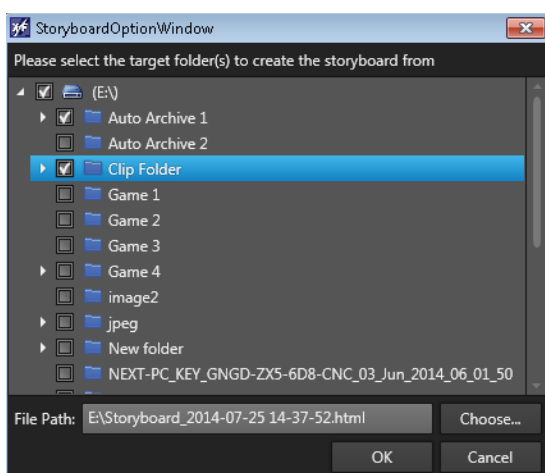 StoryboardOptionWindow
Please select the target folder(s) to create the storyboard from
(E:\)
Auto Archive 1
Auto Archive 2
Clip Folder
Game 1
Game 2
Game 3
Game 4
image2
jpeg
New folder
NEXT-PC_KEY_GNGD-ZX5-6D8-CNC_03_Jun_2014_06_01_50
File Path: E:\Storyboard_2014-07-25 14-37-52.html Choose...
OK Cancel